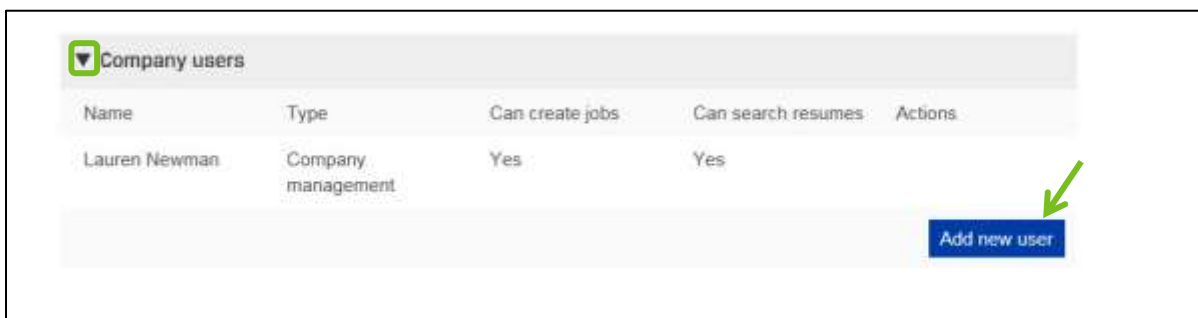 Company users
Name Type Can create jobs Can search resumes Actions
Lauren Newman Company management Yes Yes
Add new user